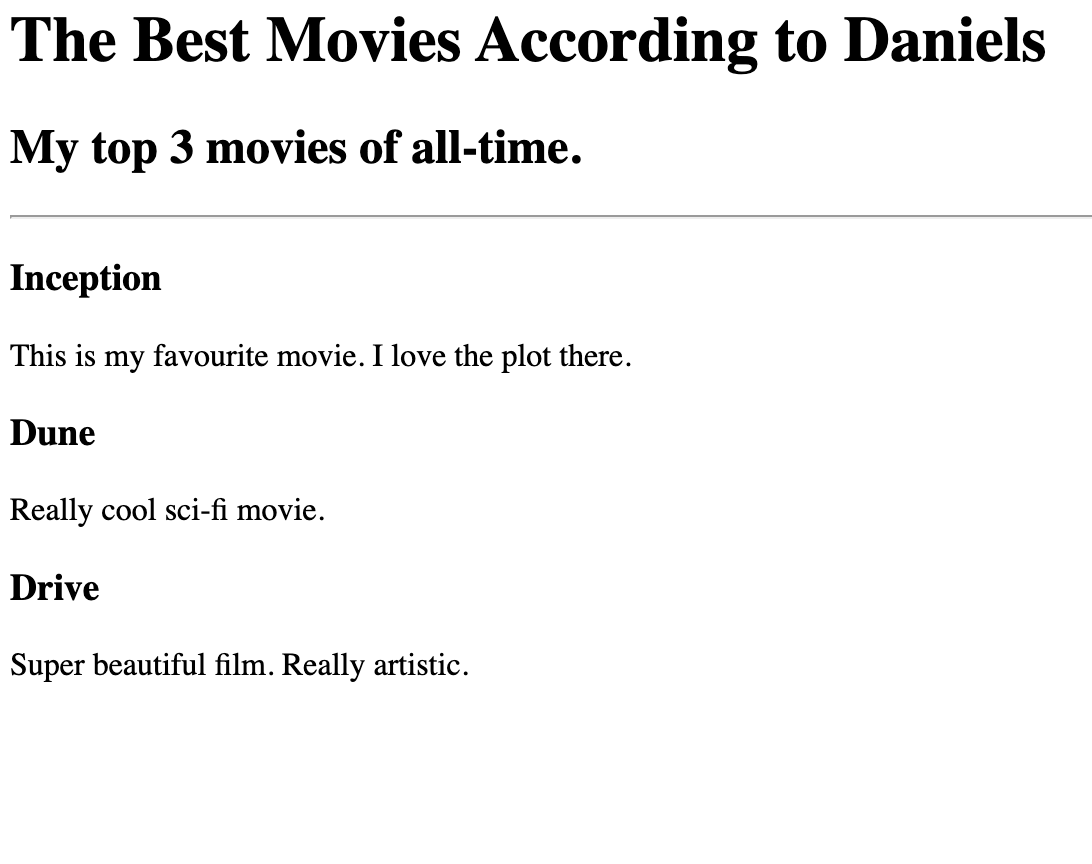 The Best Movies According to Daniels
My top 3 movies of all-time.
Inception
This is my favourite movie. I love the plot there.
Dune
Really cool sci-fi movie.
Drive
Super beautiful film. Really artistic.